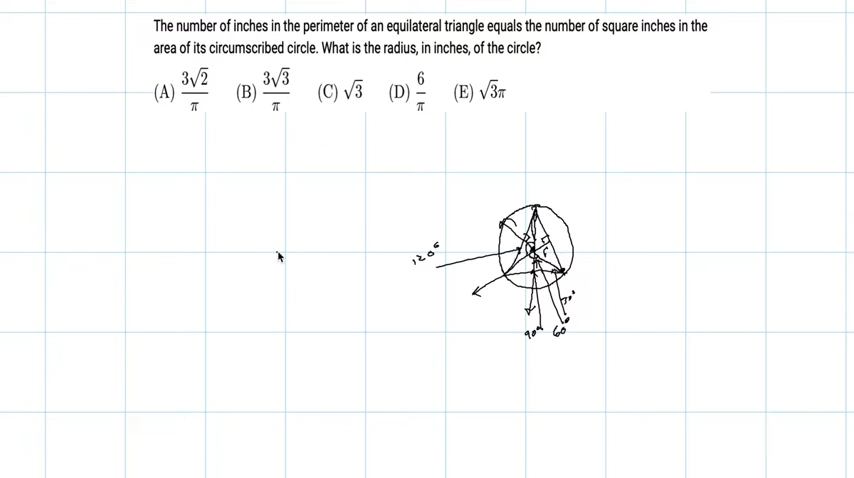 The number of inches in the perimeter of an equilateral triangle equals the number of square inches in the
area of its circumscribed circle. What is the radius, in inches, of the circle?
(A) 3√2/π (B) 3√3/π (C) √3 (D) 6/π (E) √3π
120°
r
30°
90° 60°